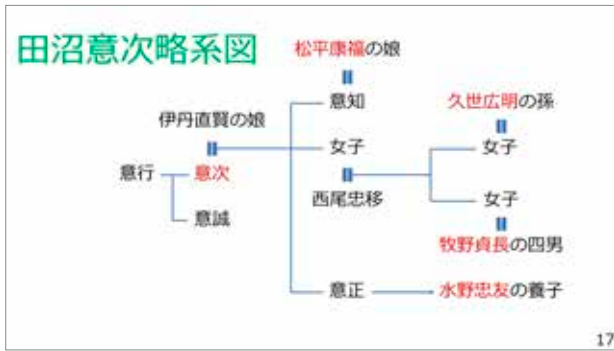 田沼意次略系図
松平康福の娘
意知
久世広明の孫
伊丹直賢の娘
女子
女子
意行
意次
西尾忠移
女子
意誠
牧野貞長の四男
意正
水野忠友の養子
17